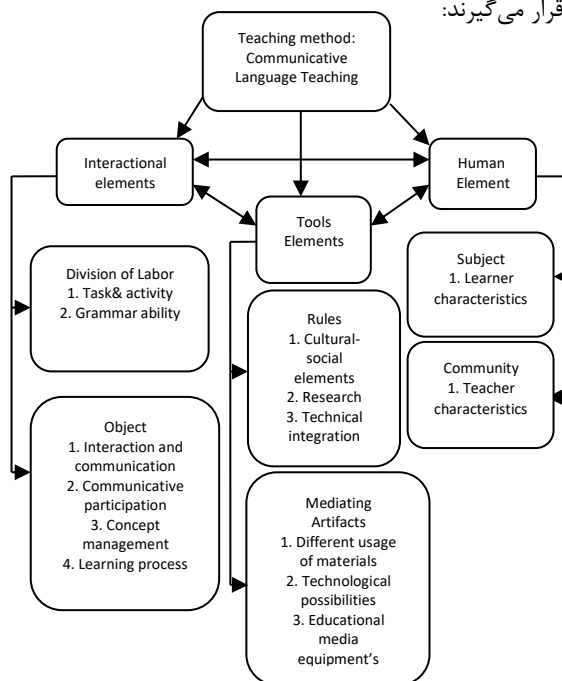 قرار می‌گیرند:
Teaching method:
Communicative
Language Teaching
Interactional
elements
Human
Element
Tools
Elements
Division of Labor
1. Task& activity
2. Grammar ability
Subject
1. Learner
characteristics
Rules
1. Cultural-
social
elements
2. Research
3. Technical
integration
Community
1. Teacher
characteristics
Object
1. Interaction and
communication
2. Communicative
participation
3. Concept
management
4. Learning process
Mediating
Artifacts
1. Different usage
of materials
2. Technological
possibilities
3. Educational
media
equipment's